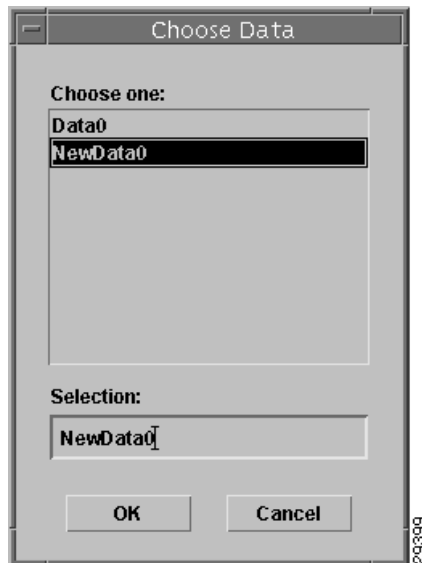 Choose Data
Choose one:
Data0
NewData0
Selection:
NewData0
OK Cancel
29399